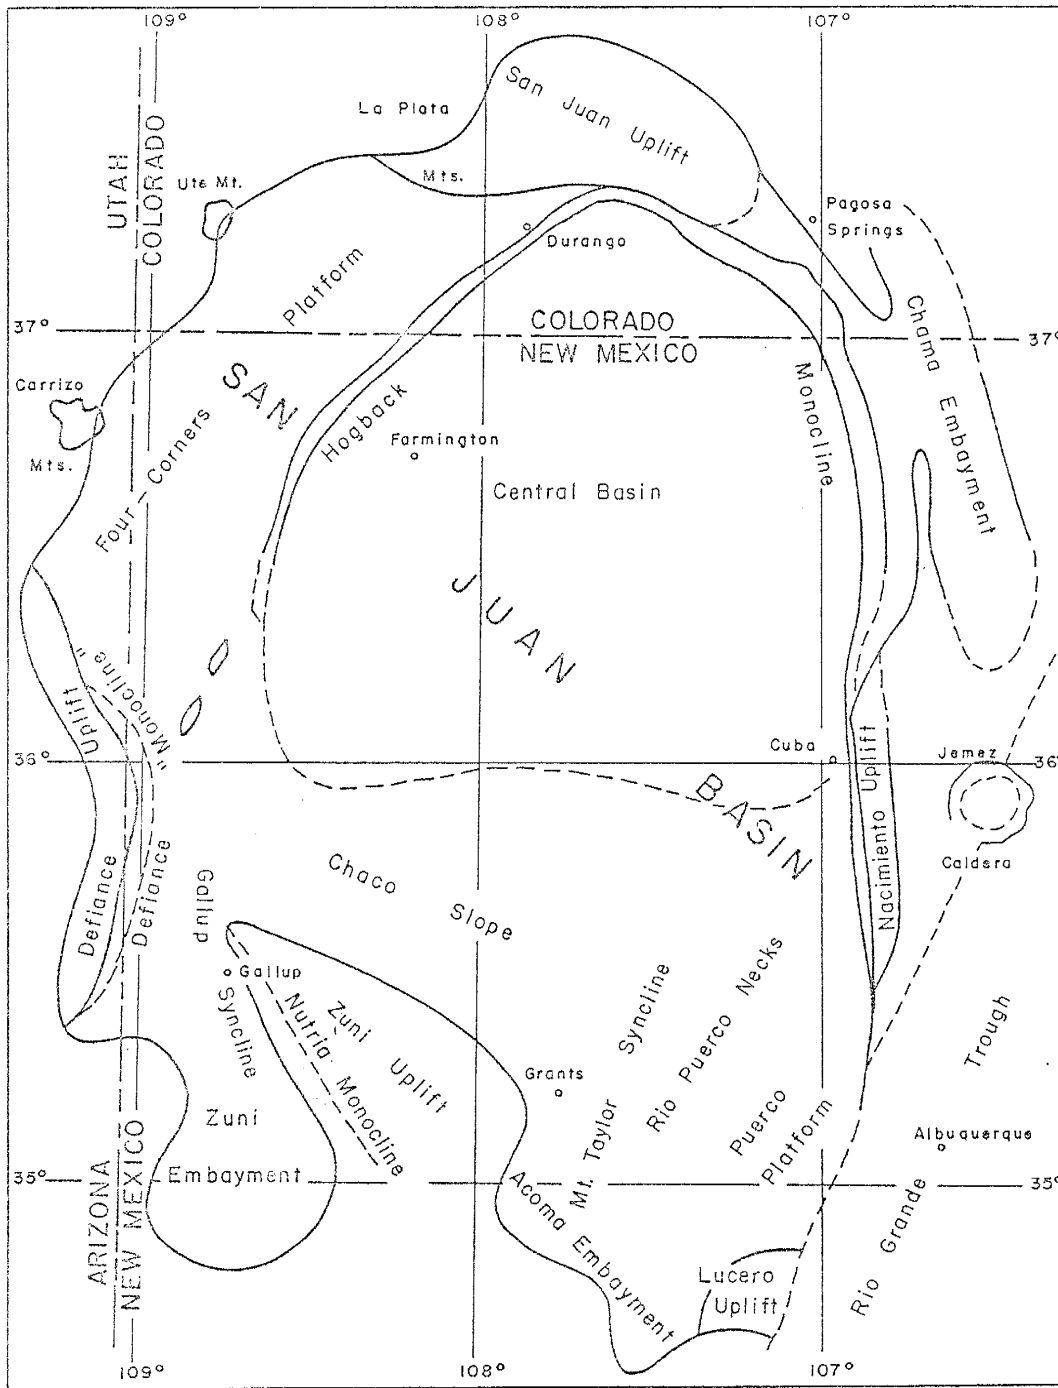 109°
108°
107°
San Juan Uplift
La Plata
Mts.
UTAH
COLORADO
Ute Mt.
Pagosa
Springs
Durango
Platform
37°
COLORADO
NEW MEXICO
37°
Chama Embayment
SAN
Monocline
Carrizo
Mts.
Hogback
Farmington
Four Corners
Central Basin
JUAN
"Monocline"
Uplift
36°
Cuba
Jemez
36°
BASIN
Nacimiento Uplift
Caldera
Defiance
Defiance
Chaco
Slope
Gallup
Gallup
Syncline
Nutria Monocline
Zuni Uplift
Grants
Mt. Taylor Syncline
Rio Puerco Necks
Puerco
Platform
Trough
Albuquerque
Zuni
Embayment
35°
35°
ARIZONA
NEW MEXICO
Acoma Embayment
Lucero
Uplift
Rio Grande
109°
108°
107°